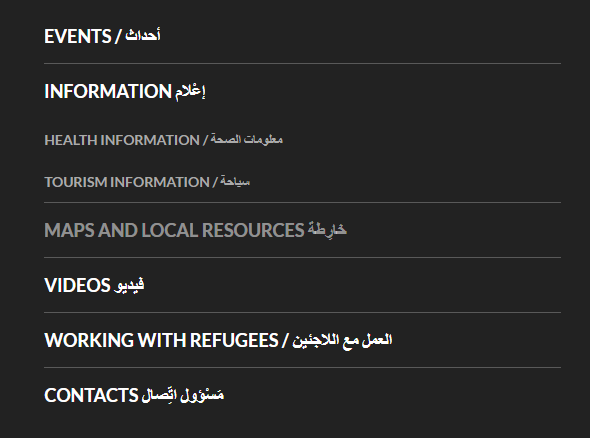 EVENTS / أحداث
INFORMATION إعْلام
HEALTH INFORMATION / معلومات الصحة
TOURISM INFORMATION / سياحة
MAPS AND LOCAL RESOURCES خَارِطةٌ
VIDEOS فيديو
WORKING WITH REFUGEES / العمل مع اللاجئين
CONTACTS مَسْؤول اتِّصال